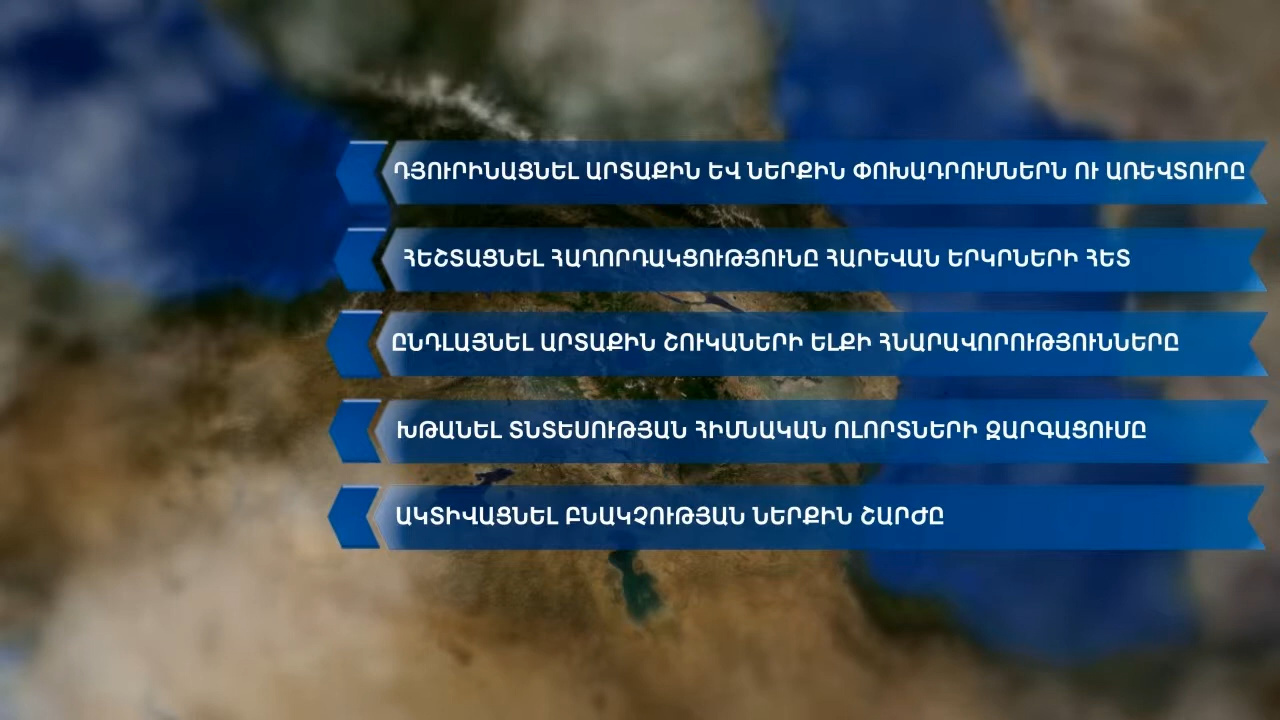 ԴՅՈՒՐԻՆԱՑՆԵԼ ԱՐՏԱՔԻՆ ԵՎ ՆԵՐՔԻՆ ՓՈԽԱԴՐՈՒՄՆԵՐՆ ՈՒ ԱՌԵՎՏՈՒՐԸ
ՀԵՇՏԱՑՆԵԼ ՀԱՂՈՐԴԱԿՑՈՒԹՅՈՒՆԸ ՀԱՐԵՎԱՆ ԵՐԿՐՆԵՐԻ ՀԵՏ
ԸՆԴԼԱՅՆԵԼ ԱՐՏԱՔԻՆ ՇՈՒԿԱՆԵՐԻ ԵԼՔԻ ՀՆԱՐԱՎՈՐՈՒԹՅՈՒՆՆԵՐԸ
ԽԹԱՆԵԼ ՏՆՏԵՍՈՒԹՅԱՆ ՀԻՄՆԱԿԱՆ ՈԼՈՐՏՆԵՐԻ ԶԱՐԳԱՑՈՒՄԸ
ԱԿՏԻՎԱՑՆԵԼ ԲՆԱԿՉՈՒԹՅԱՆ ՆԵՐՔԻՆ ՇԱՐԺԸ